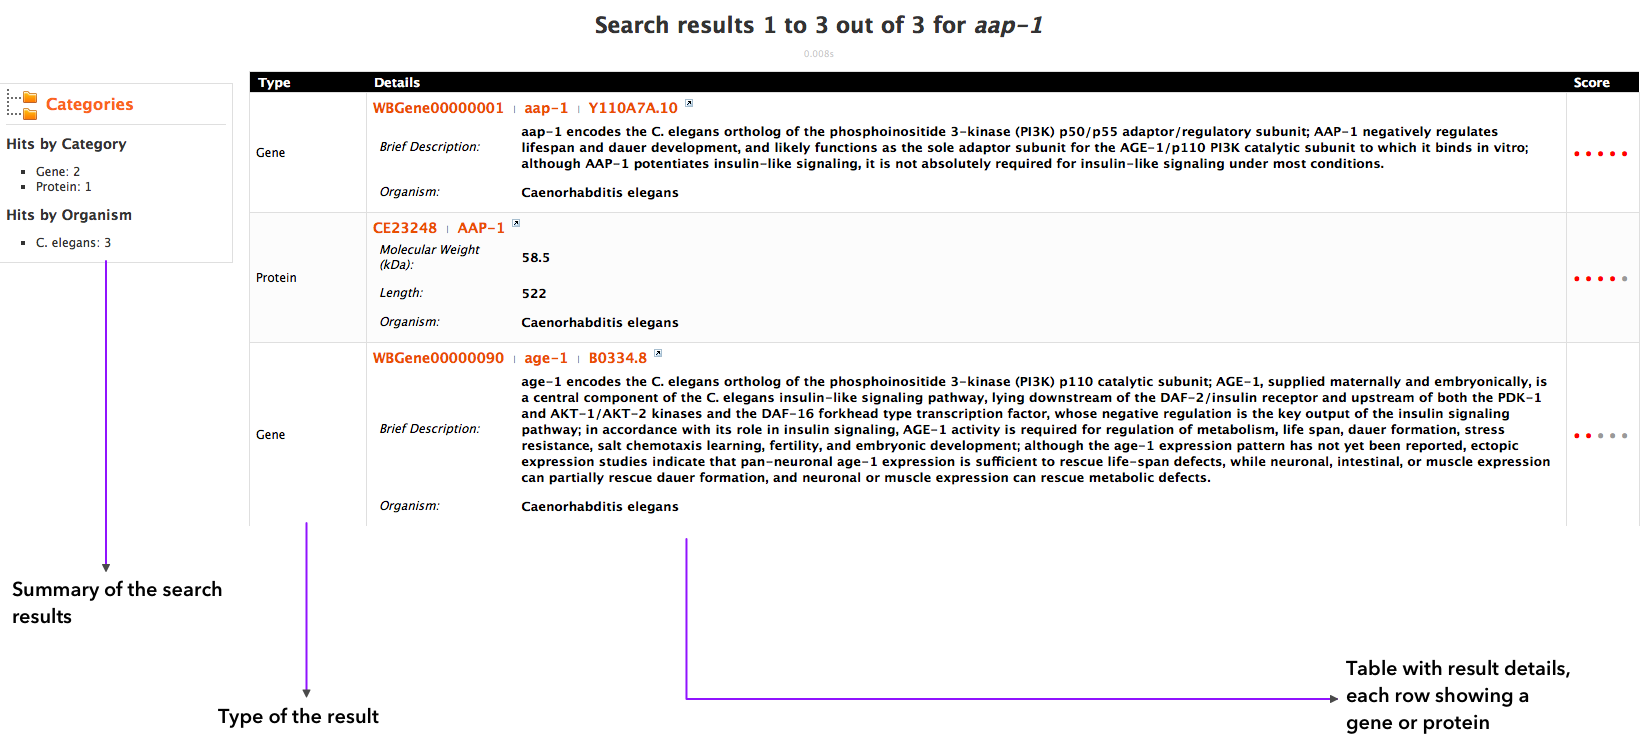 Search results 1 to 3 out of 3 for aap-1
0.008s
Categories
Hits by Category
Gene: 2
Protein: 1
Hits by Organism
C. elegans: 3
Type Details Score
WBGene00000001 | aap-1 | Y110A7A.10
Gene
Brief Description:
aap-1 encodes the C. elegans ortholog of the phosphoinositide 3-kinase (PI3K) p50/p55 adaptor/regulatory subunit; AAP-1 negatively regulates
lifespan and dauer development, and likely functions as the sole adaptor subunit for the AGE-1/p110 PI3K catalytic subunit to which it binds in vitro;
although AAP-1 potentiates insulin-like signaling, it is not absolutely required for insulin-like signaling under most conditions.
Organism: Caenorhabditis elegans
CE23248 | AAP-1
Protein
Molecular Weight
(kDa): 58.5
Length: 522
Organism: Caenorhabditis elegans
WBGene00000090 | age-1 | B0334.8
Gene
Brief Description:
age-1 encodes the C. elegans ortholog of the phosphoinositide 3-kinase (PI3K) p110 catalytic subunit; AGE-1, supplied maternally and embryonically, is
a central component of the C. elegans insulin-like signaling pathway, lying downstream of the DAF-2/insulin receptor and upstream of both the PDK-1
and AKT-1/AKT-2 kinases and the DAF-16 forkhead type transcription factor, whose negative regulation is the key output of the insulin signaling
pathway; in accordance with its role in insulin signaling, AGE-1 activity is required for regulation of metabolism, life span, dauer formation, stress
resistance, salt chemotaxis learning, fertility, and embryonic development; although the age-1 expression pattern has not yet been reported, ectopic
expression studies indicate that pan-neuronal age-1 expression is sufficient to rescue life-span defects, while neuronal, intestinal, or muscle expression
can partially rescue dauer formation, and neuronal or muscle expression can rescue metabolic defects.
Organism: Caenorhabditis elegans
Summary of the search
results
Type of the result
Table with result details,
each row showing a
gene or protein